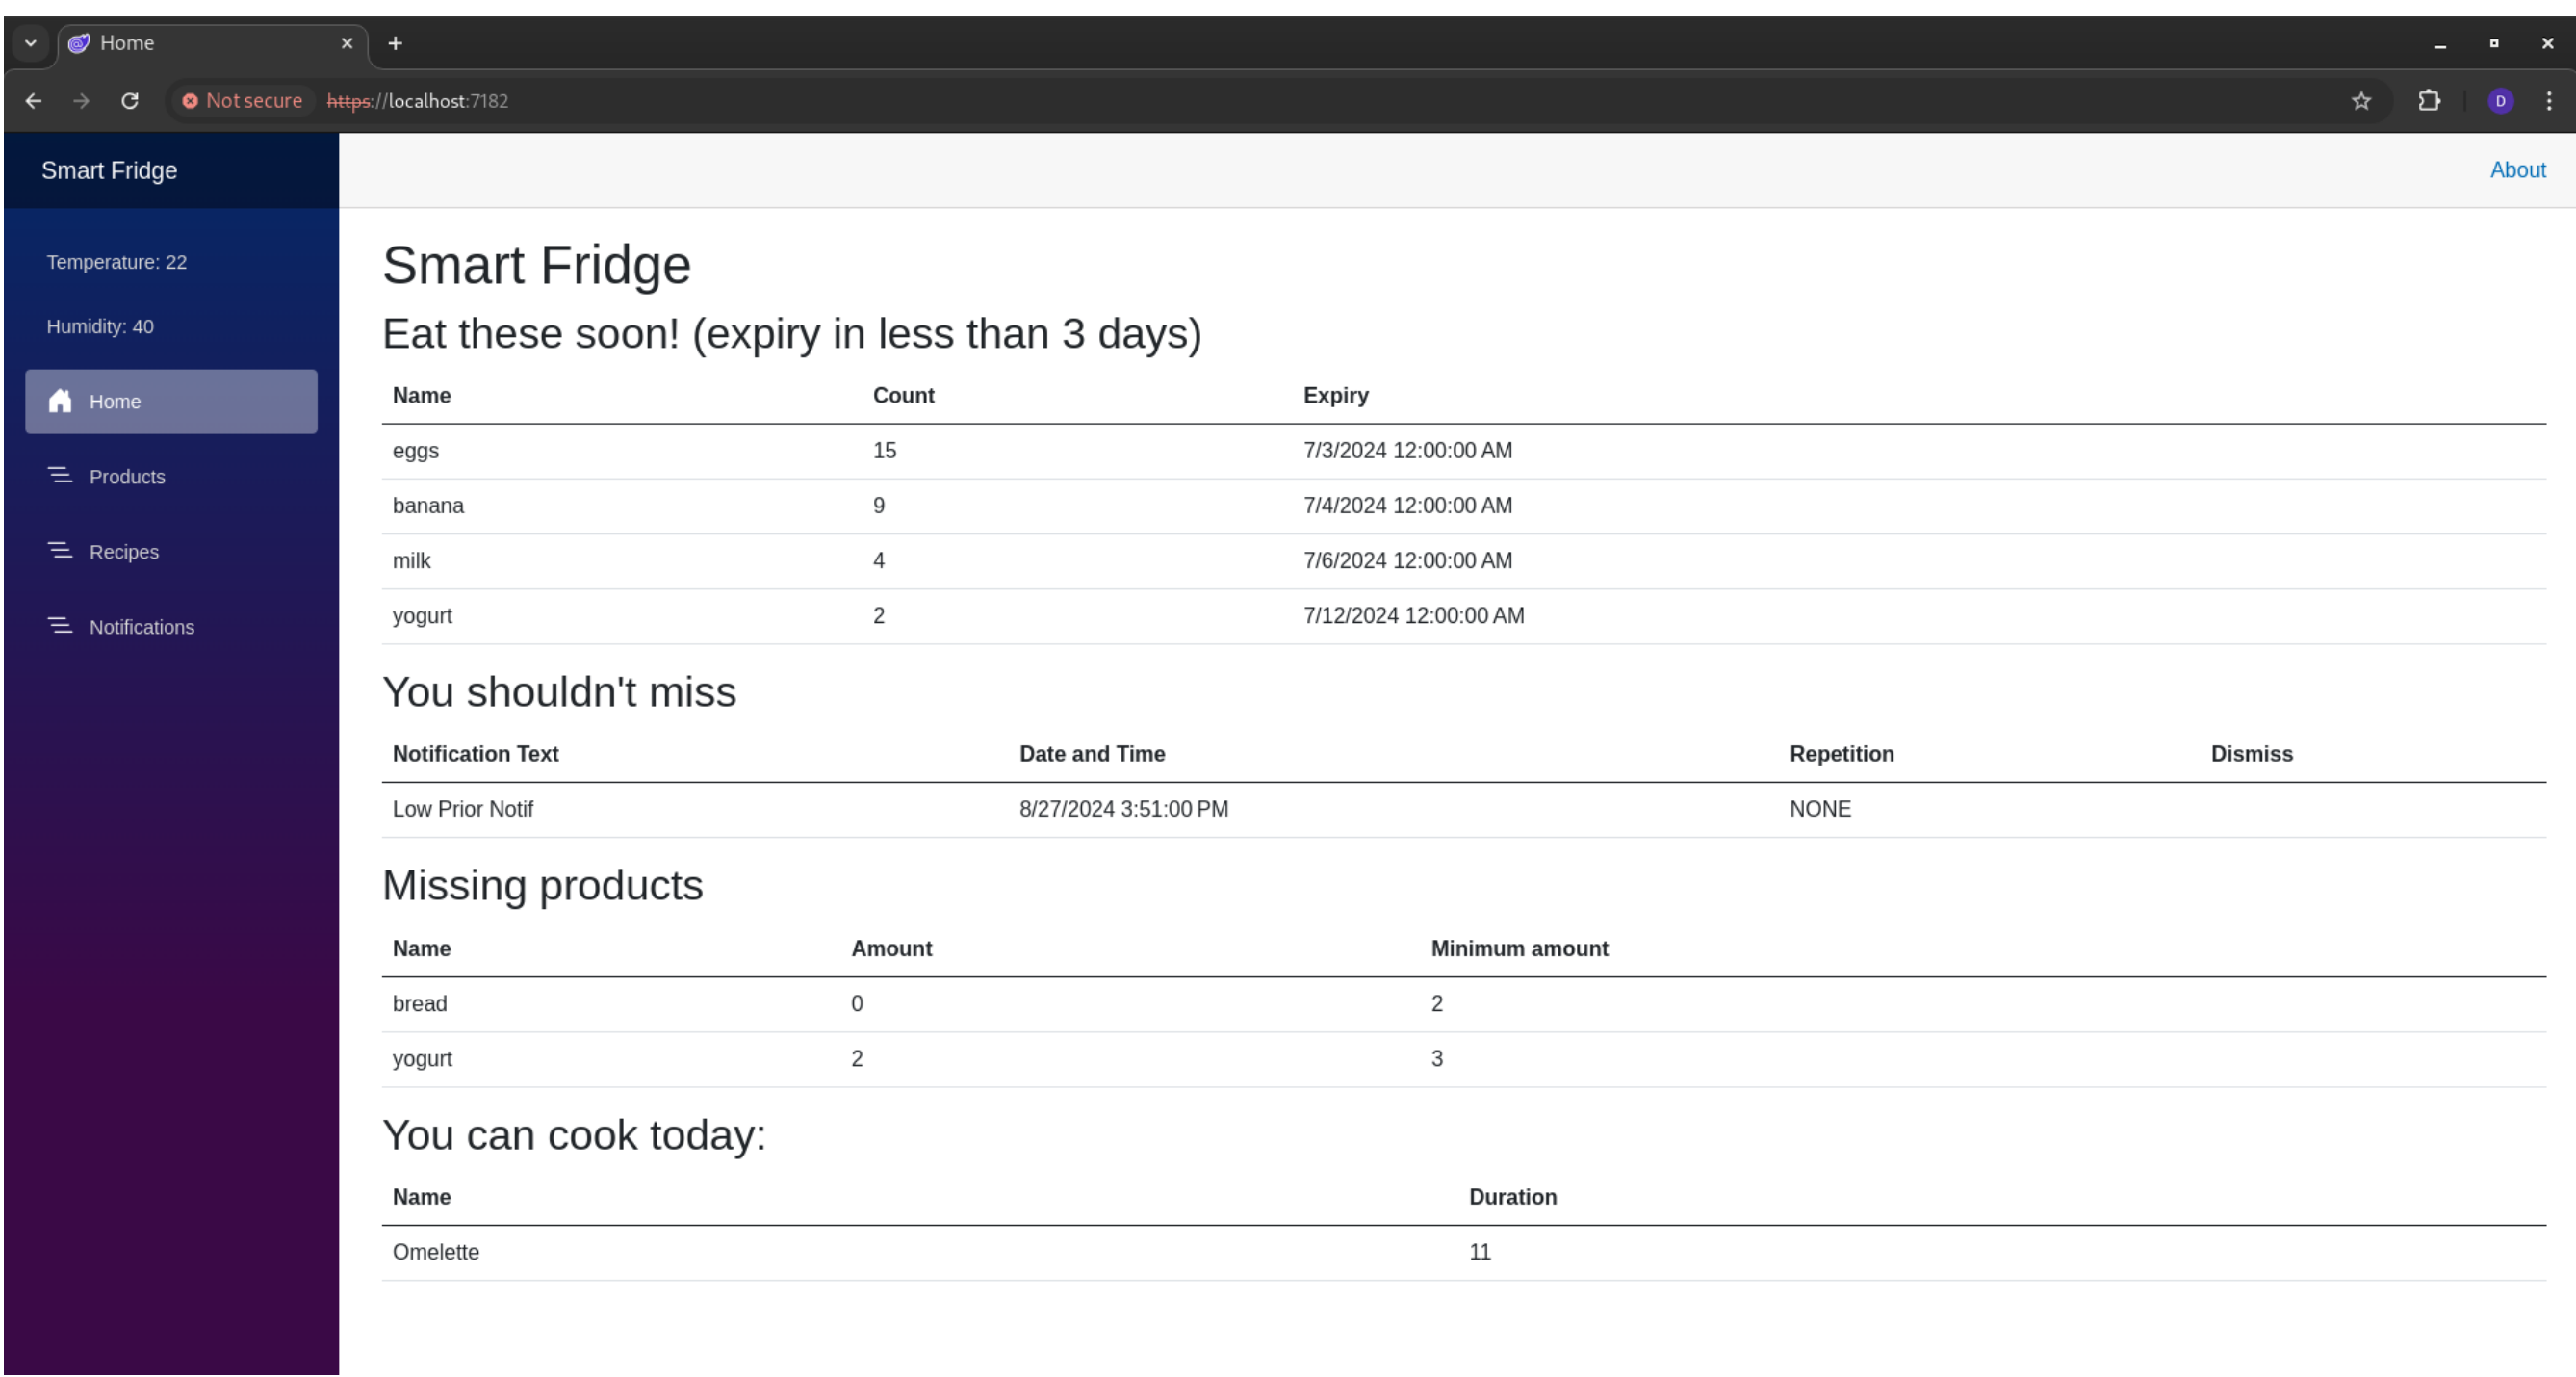 Home
Not secure https://localhost:7182
D
Smart Fridge
About
Temperature: 22
Humidity: 40
Home
Products
Recipes
Notifications
Smart Fridge
Eat these soon! (expiry in less than 3 days)
Name Count Expiry
eggs 15 7/3/2024 12:00:00 AM
banana 9 7/4/2024 12:00:00 AM
milk 4 7/6/2024 12:00:00 AM
yogurt 2 7/12/2024 12:00:00 AM
You shouldn't miss
Notification Text Date and Time Repetition Dismiss
Low Prior Notif 8/27/2024 3:51:00 PM NONE
Missing products
Name Amount Minimum amount
bread 0 2
yogurt 2 3
You can cook today:
Name Duration
Omelette 11